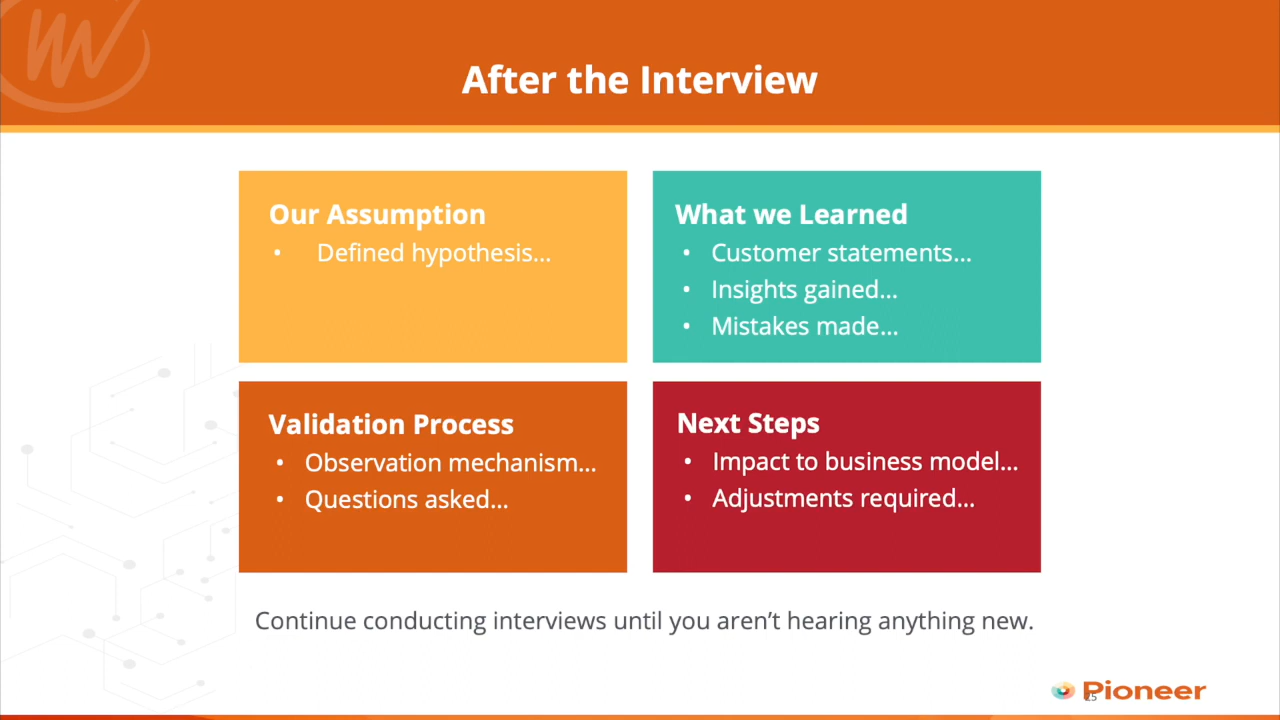 After the Interview
Our Assumption
• Defined hypothesis...
What we Learned
• Customer statements...
• Insights gained...
• Mistakes made...
Validation Process
• Observation mechanism...
• Questions asked...
Next Steps
• Impact to business model...
• Adjustments required...
Continue conducting interviews until you aren’t hearing anything new.
Pioneer